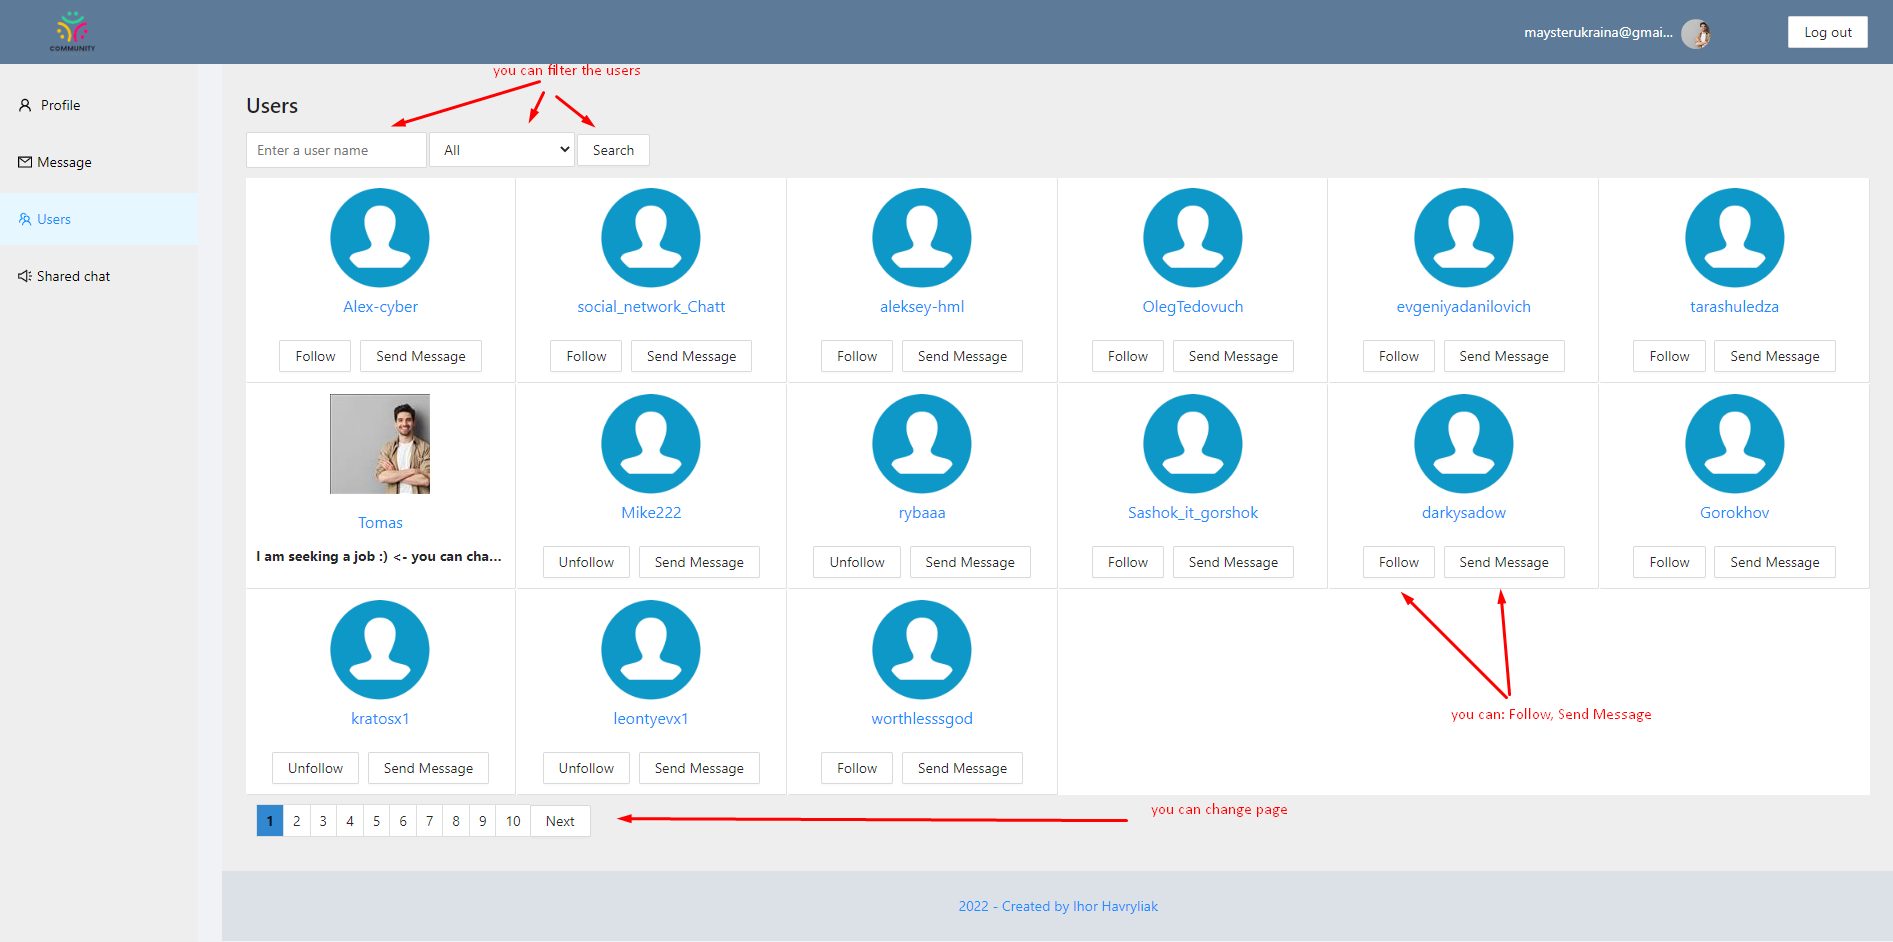 COMMUNITY
maysterukraina@gmai...
Log out
Profile
Message
Users
Shared chat
you can filter the users
Users
Enter a user name
All
Search
Alex-cyber
social_network_Chatt
aleksey-hml
OlegTedovuch
evgeniyadanilovich
tarashuledza
Follow Send Message
Follow Send Message
Follow Send Message
Follow Send Message
Follow Send Message
Follow Send Message
Tomas
I am seeking a job :) <- you can cha...
Mike222
rybaaa
Sashok_it_gorshok
darkysadow
Gorokhov
Unfollow Send Message
Unfollow Send Message
Follow Send Message
Follow Send Message
Follow Send Message
kratosx1
leontyevx1
worthlesssgod
you can: Follow, Send Message
Unfollow Send Message
Unfollow Send Message
Follow Send Message
1 2 3 4 5 6 7 8 9 10 Next
you can change page
2022 - Created by Ihor Havryliak